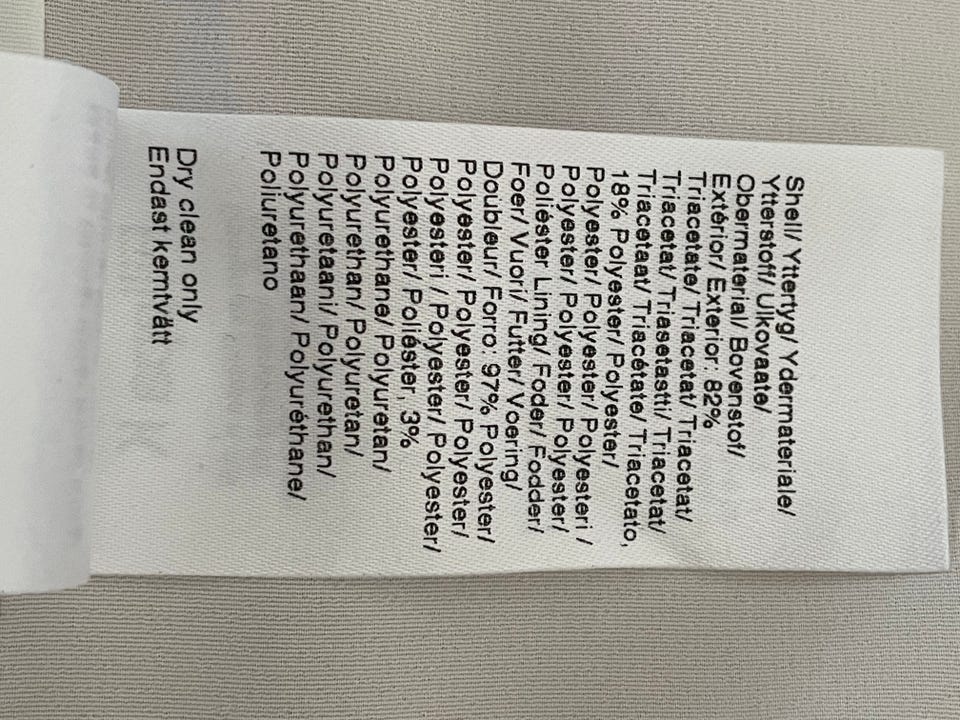 Shell/ Yttertyg/ Ydermateriale/
Ytterstoff/ Ulkovaate/
Obermaterial/ Bovenstof/
Extérior/ Exterior: 82%
Triacetate/ Triacetat/ Triacetat/
Triacetat/ Triasetastti/ Triacetat/
Triacetaat/ Triacétate/ Triacetato,
18% Polyester/ Polyester/
Polyester/ Polyester/ Polyesteri /
Polyester/ Polyester/ Polyester/
Poliéster Lining/ Foder/ Fodder/
Foer/ Vuori/ Futter/ Voering/
Doubleur/ Forro: 97% Polyester/
Polyester/ Polyester/ Polyester/
Polyesteri / Polyester/ Polyester/
Polyester/ Poliéster, 3%
Polyurethane/ Polyuretan/
Polyurethan/ Polyuretan/
Polyuretaani/ Polyurethan/
Polyurethaan/ Polyuréthane/
Poliuretano
Dry clean only
Endast kemtvätt